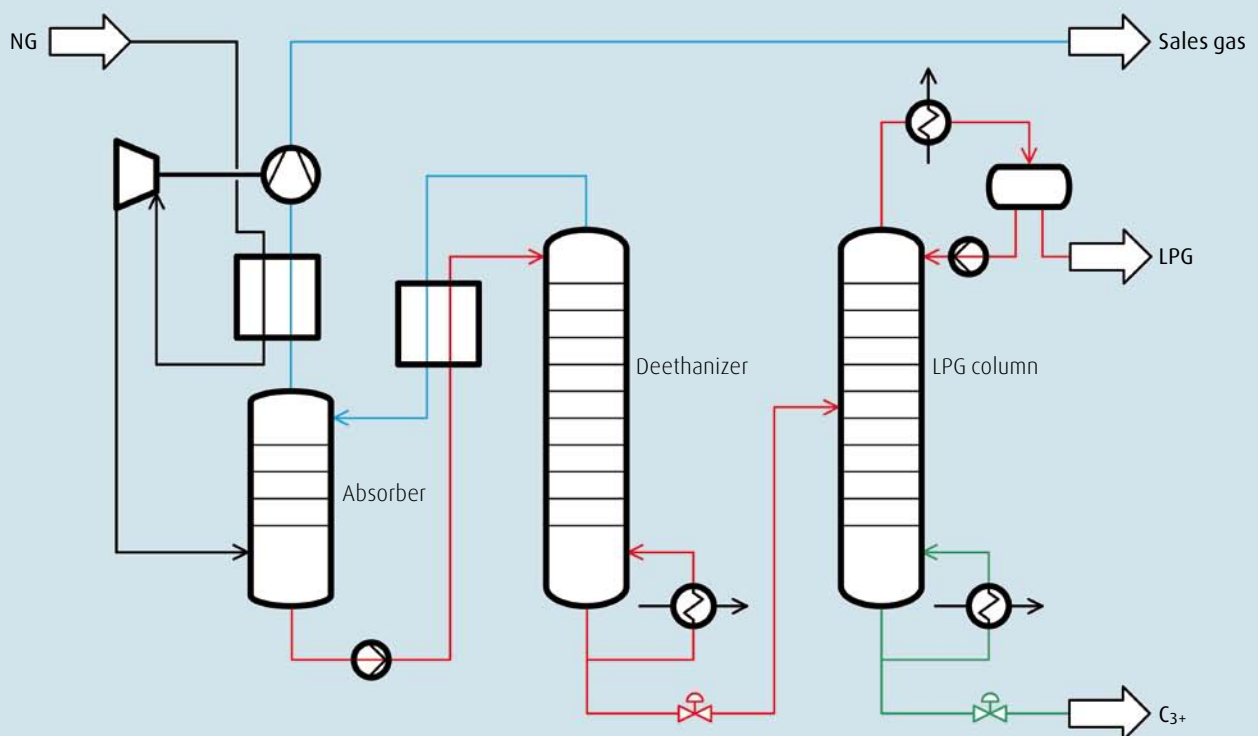 NG
Sales gas
LPG
Deethanizer
LPG column
Absorber
C3+